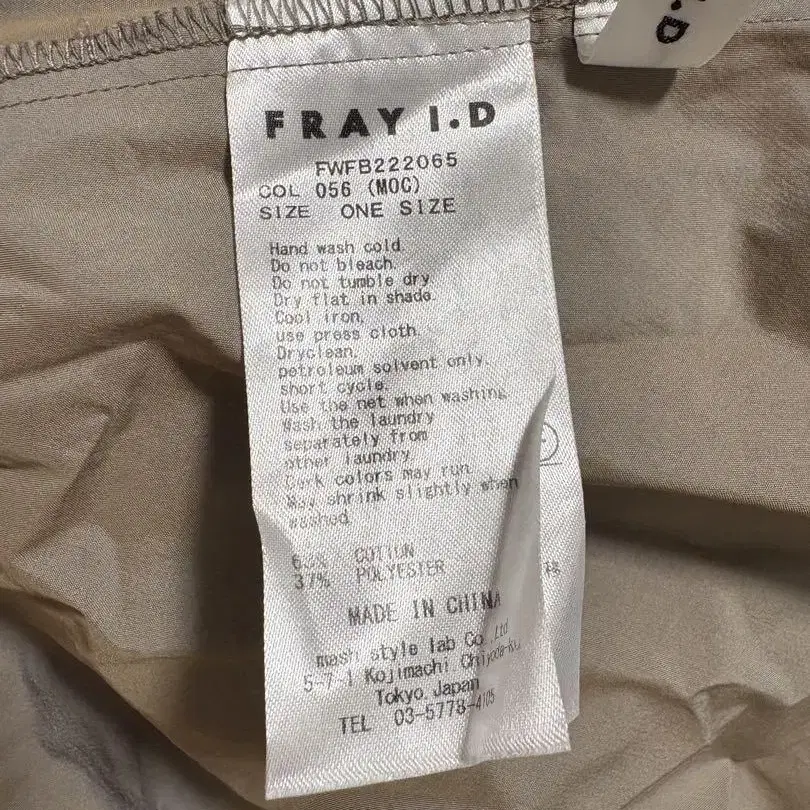 FRAY I.D
FWFB222065
COL 056 (MOC)
SIZE ONE SIZE
Hand wash cold.
Do not bleach.
Do not tumble dry
Dry flat in shade.
Cool iron.
use press cloth.
Dryclean.
petroleum solvent only.
short cycle.
Use the net when washing
Wash the laundry
separately from
other laundry
Dark colors may run
May shrink slightly when
washed
63% COTTON
37% POLYESTER
MADE IN CHINA
mash style lab Co.,Ltd
5-7-1 Kojimachi Chiyoda-ku
Tokyo Japan
TEL 03-5778-4105
.D